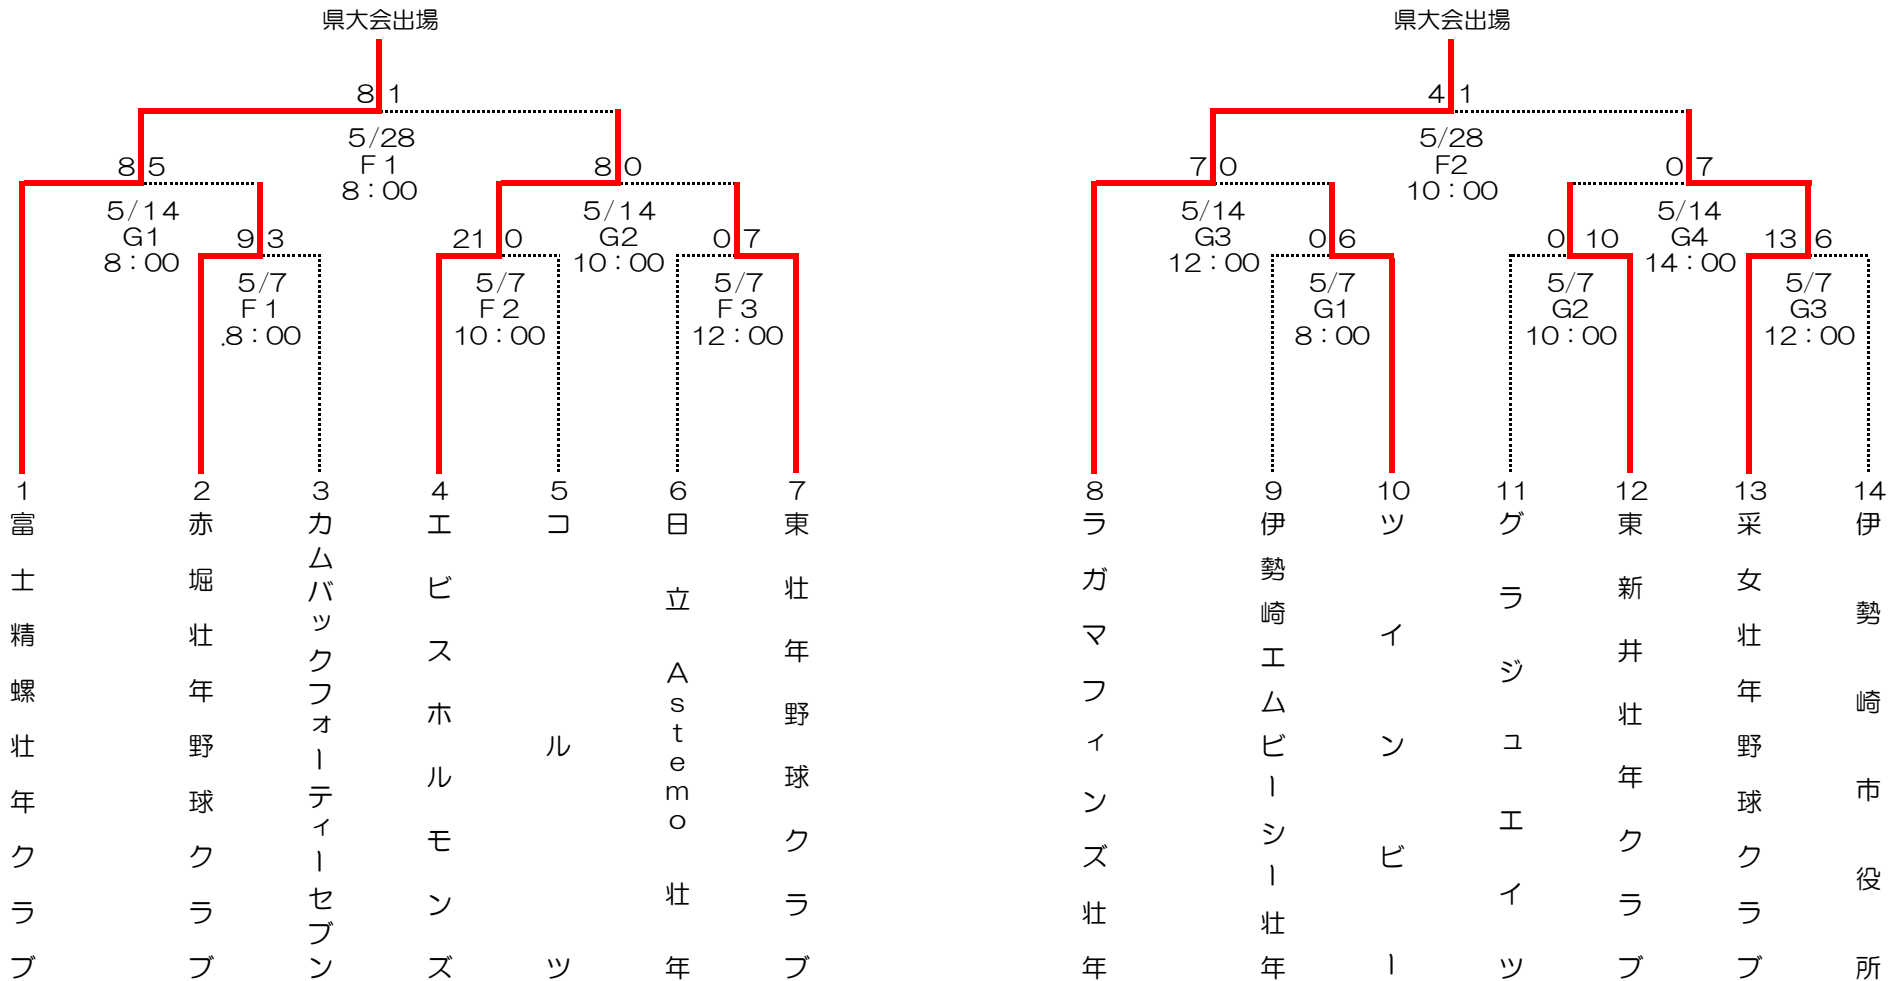 県大会出場
県大会出場
8 1
4 1
5/28
F1
8:00
5/28
F2
10:00
8 5
8 0
7 0
0 7
5/14
G1
8:00
5/14
G2
10:00
5/14
G3
12:00
5/14
G4
14:00
9 3
21 0
0 7
0 6
0 10
13 6
5/7
F1
.8:00
5/7
F2
10:00
5/7
F3
12:00
5/7
G1
8:00
5/7
G2
10:00
5/7
G3
12:00
1
富士精螺壮年クラブ
2
赤堀壮年野球クラブ
3
カムバックフォーティーセブン
4
エビスホルモンズ
5
コルツ
6
日立Astemo壮年
7
東壮年野球クラブ
8
ラガマフィンズ壮年
9
伊勢崎エムビーシー壮年
10
ツインビー
11
グラジュエイツ
12
東新井壮年クラブ
13
采女壮年野球クラブ
14
伊勢崎市役所